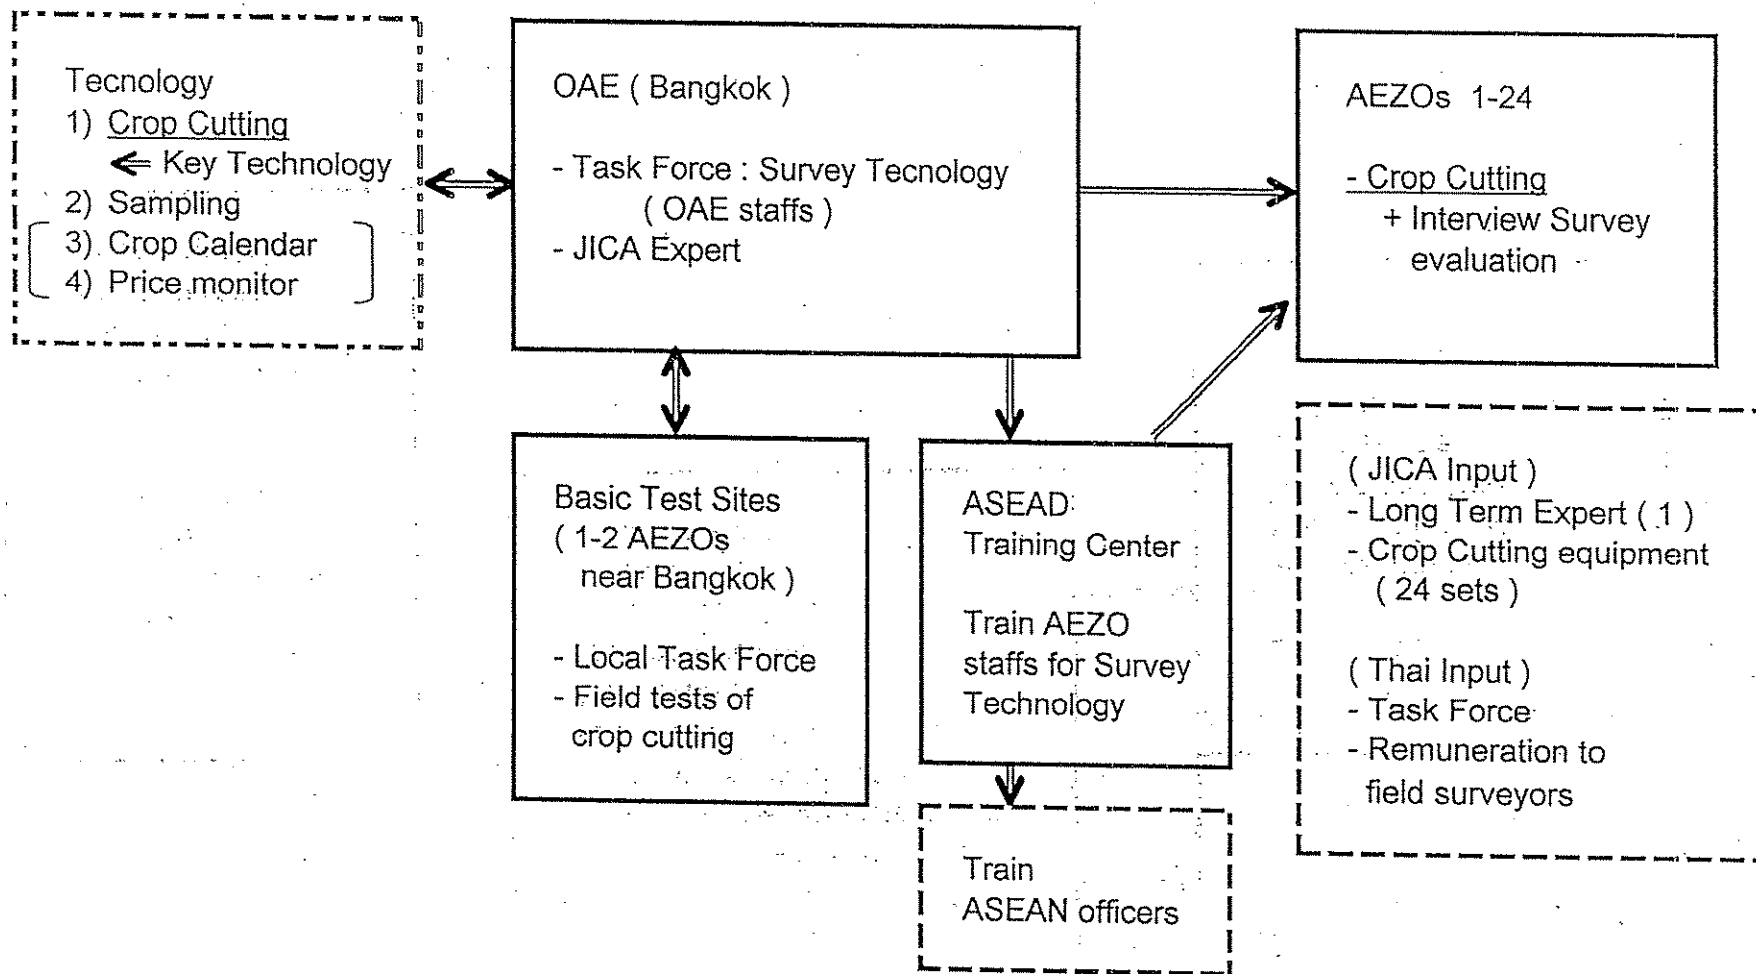 Tecnology
1) Crop Cutting
⇐ Key Technology
2) Sampling
3) Crop Calendar
4) Price monitor
OAE ( Bangkok )
- Task Force : Survey Tecnology
( OAE staffs )
- JICA Expert
AEZOs 1-24
- Crop Cutting
+ Interview Survey
evaluation
Basic Test Sites
( 1-2 AEZOs
near Bangkok )
- Local Task Force
- Field tests of
crop cutting
ASEAD
Training Center
Train AEZO
staffs for Survey
Technology
( JICA Input )
- Long Term Expert ( 1 )
- Crop Cutting equipment
( 24 sets )
( Thai Input )
- Task Force
- Remuneration to
field surveyors
Train
ASEAN officers